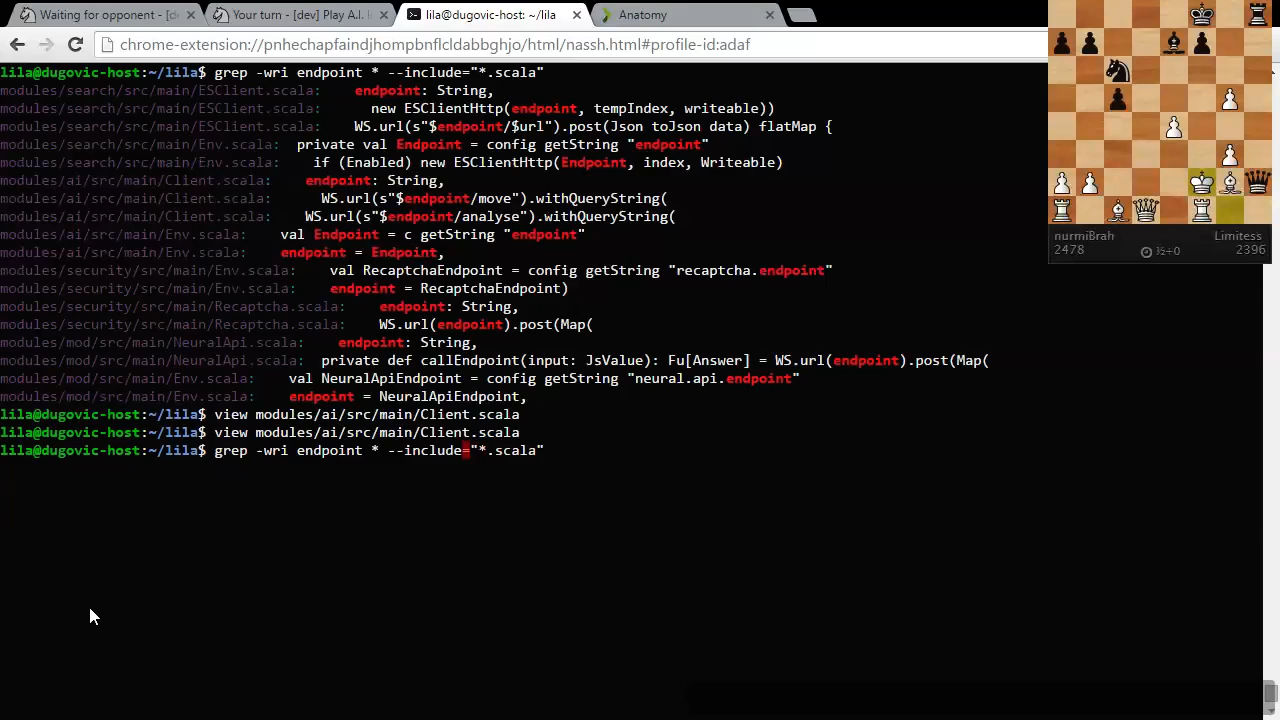 Waiting for opponent - [de
Your turn - [dev] Play A.I.
lila@dugovic-host: ~/lila
Anatomy
chrome-extension://pnhechapfaindjhompbnflcldabbghjo/html/nassh.html#profile-id:adaf
lila@dugovic-host:~/lila$ grep -wri endpoint * --include="*.scala"
modules/search/src/main/ESClient.scala:    endpoint: String,
modules/search/src/main/ESClient.scala:      new ESClientHttp(endpoint, tempIndex, writeable))
modules/search/src/main/ESClient.scala:    WS.url(s"$endpoint/$url").post(Json toJson data) flatMap {
modules/search/src/main/Env.scala:  private val Endpoint = config getString "endpoint"
modules/search/src/main/Env.scala:    if (Enabled) new ESClientHttp(Endpoint, index, Writeable)
modules/ai/src/main/Client.scala:    endpoint: String,
modules/ai/src/main/Client.scala:      WS.url(s"$endpoint/move").withQueryString(
modules/ai/src/main/Client.scala:    WS.url(s"$endpoint/analyse").withQueryString(
modules/ai/src/main/Env.scala:    val Endpoint = c getString "endpoint"
modules/ai/src/main/Env.scala:    endpoint = Endpoint,
modules/security/src/main/Env.scala:    val RecaptchaEndpoint = config getString "recaptcha.endpoint"
modules/security/src/main/Env.scala:    endpoint = RecaptchaEndpoint)
modules/security/src/main/Recaptcha.scala:    endpoint: String,
modules/security/src/main/Recaptcha.scala:    WS.url(endpoint).post(Map(
modules/mod/src/main/NeuralApi.scala:    endpoint: String,
modules/mod/src/main/NeuralApi.scala:  private def callEndpoint(input: JsValue): Fu[Answer] = WS.url(endpoint).post(Map(
modules/mod/src/main/Env.scala:    val NeuralApiEndpoint = config getString "neural.api.endpoint"
modules/mod/src/main/Env.scala:    endpoint = NeuralApiEndpoint,
lila@dugovic-host:~/lila$ view modules/ai/src/main/Client.scala
lila@dugovic-host:~/lila$ view modules/ai/src/main/Client.scala
lila@dugovic-host:~/lila$ grep -wri endpoint * --include="*.scala"
nurmiBrah Limitess
2478 ½+0 2396